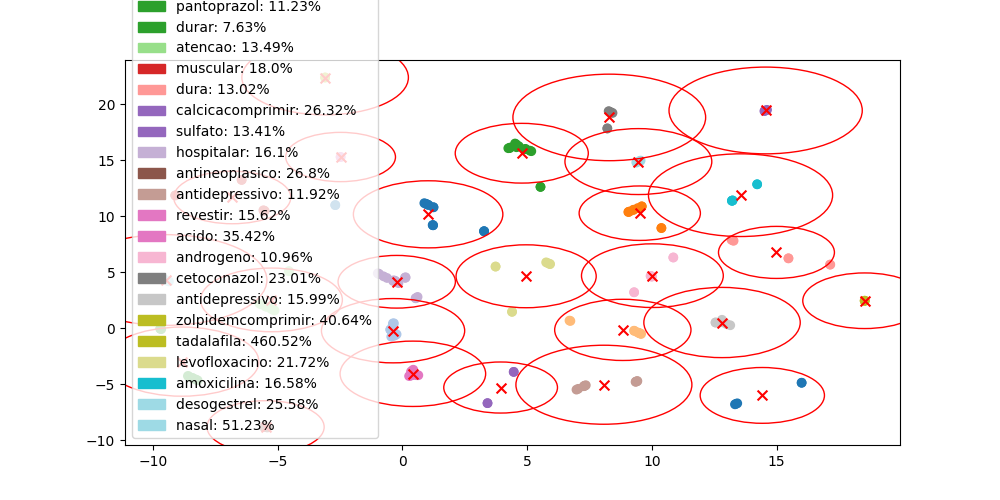 pantoprazol: 11.23%
durar: 7.63%
atencao: 13.49%
muscular: 18.0%
dura: 13.02%
calcicacomprimir: 26.32%
sulfato: 13.41%
hospitalar: 16.1%
antineoplasico: 26.8%
antidepressivo: 11.92%
revestir: 15.62%
acido: 35.42%
androgeno: 10.96%
cetoconazol: 23.01%
antidepressivo: 15.99%
zolpidemcomprimir: 40.64%
tadalafila: 460.52%
levofloxacino: 21.72%
amoxicilina: 16.58%
desogestrel: 25.58%
nasal: 51.23%
20
15
10
5
0
−5
−10
−10 −5 0 5 10 15